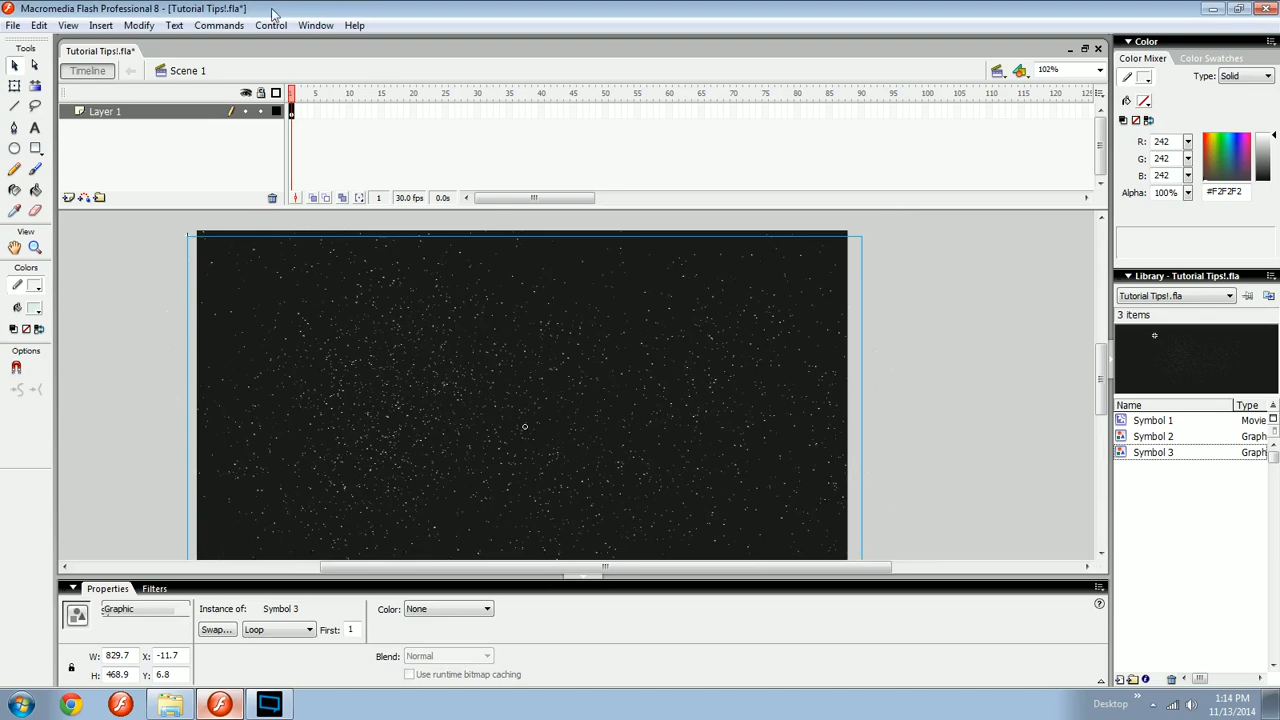 Macromedia Flash Professional 8 - [Tutorial Tips!.fla*]
File Edit View Insert Modify Text Commands Control Window Help
Tools
View
Colors
Options
Tutorial Tips!.fla*
Timeline Scene 1 102%
5 10 15 20 25 30 35 40 45 50 55 60 65 70 75 80 85 90 95 100 105 110 115 120 125
Layer 1
1 30.0 fps 0.0s
Color
Color Mixer Color Swatches
Type: Solid
R: 242
G: 242
B: 242
Alpha: 100% #F2F2F2
Library - Tutorial Tips!.fla
Tutorial Tips!.fla
3 items
Name Type
Symbol 1 Movie
Symbol 2 Graph
Symbol 3 Graph
Properties Filters
Graphic Instance of: Symbol 3 Color: None
Swap... Loop First: 1
W: 829.7 X: -11.7 Blend: Normal
H: 468.9 Y: 6.8 Use runtime bitmap caching
Desktop » 1:14 PM
11/13/2014